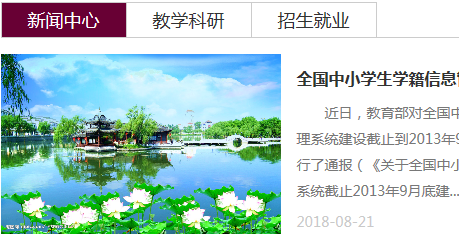 新闻中心 教学科研 招生就业
全国中小学生学籍信息
近日，教育部对全国中
理系统建设截止到2013年9
行了通报（《关于全国中小
系统截止2013年9月底建...
2018-08-21